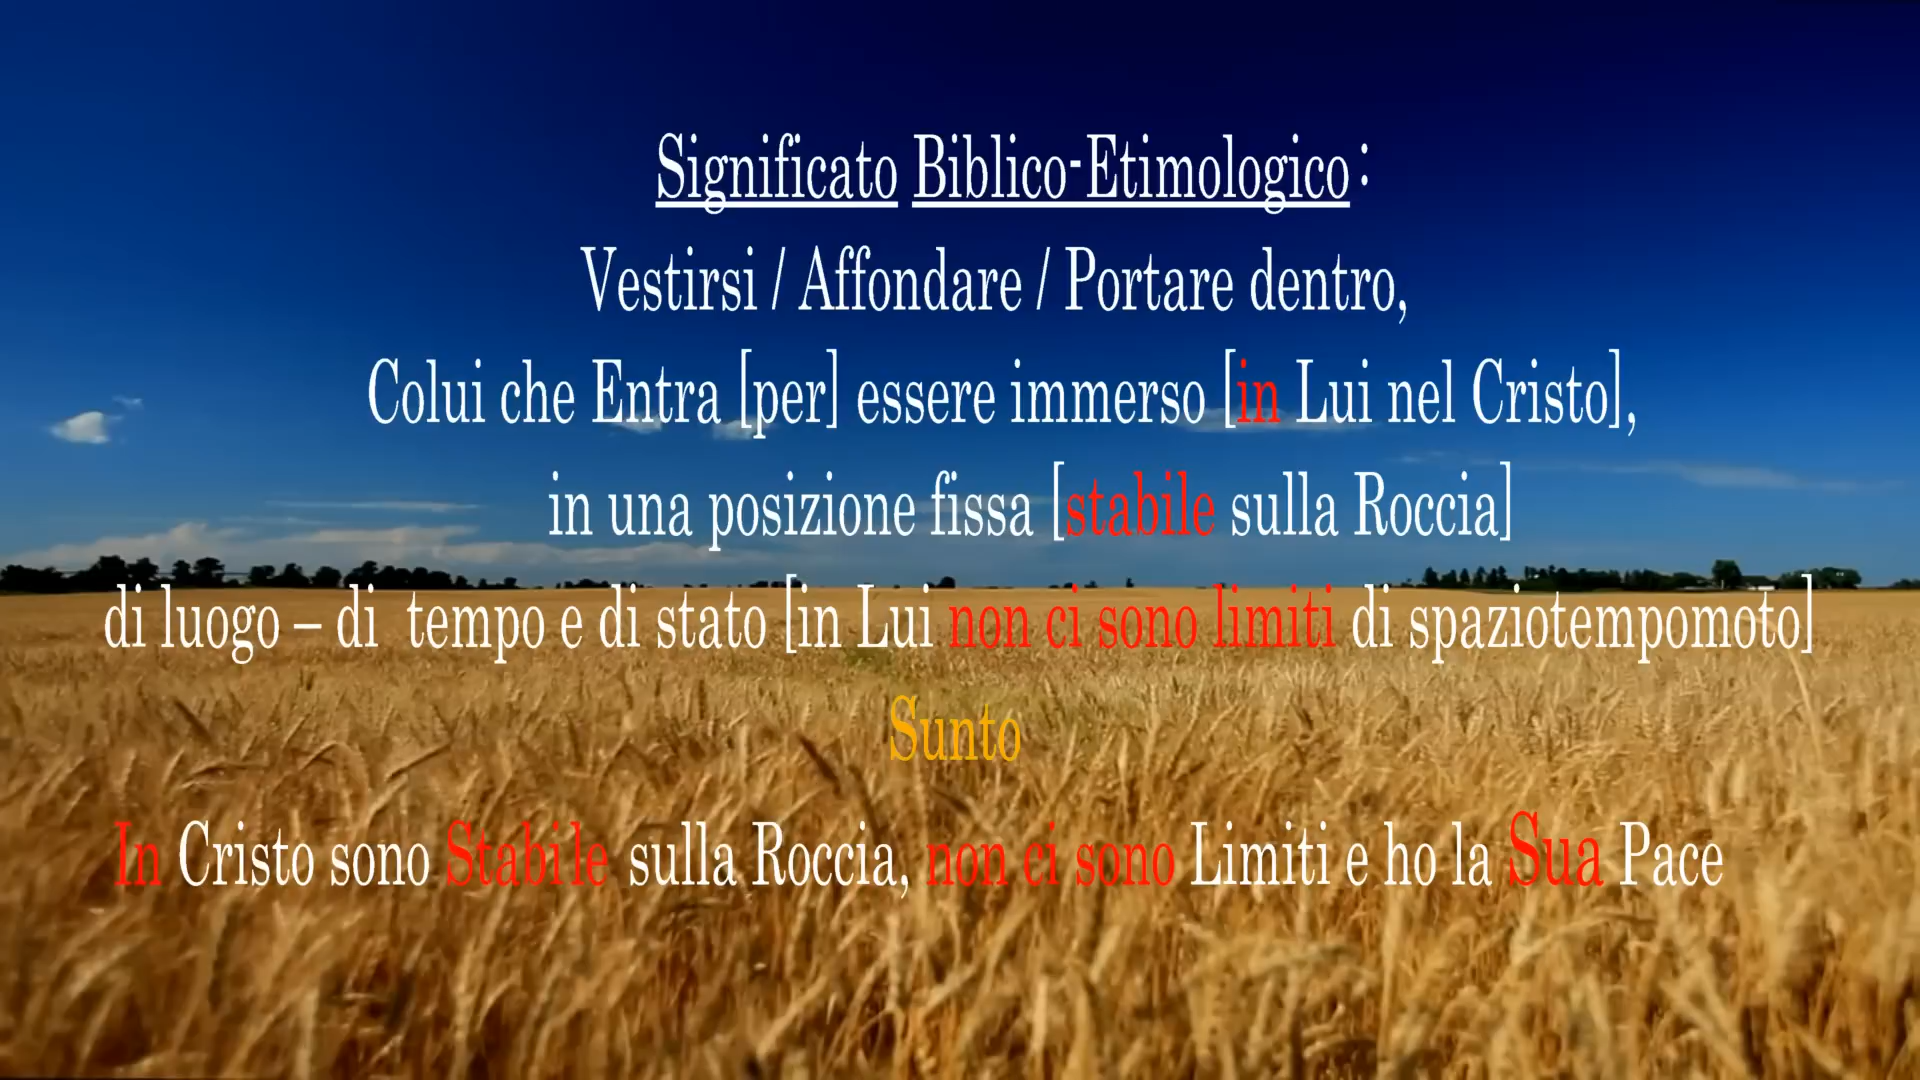 Significato Biblico-Etimologico:
Vestirsi / Affondare / Portare dentro,
Colui che Entra [per] essere immerso [in Lui nel Cristo],
in una posizione fissa [stabile sulla Roccia]
di luogo – di  tempo e di stato [in Lui non ci sono limiti di spaziotempomoto]
Sunto
In Cristo sono Stabile sulla Roccia, non ci sono Limiti e ho la Sua Pace